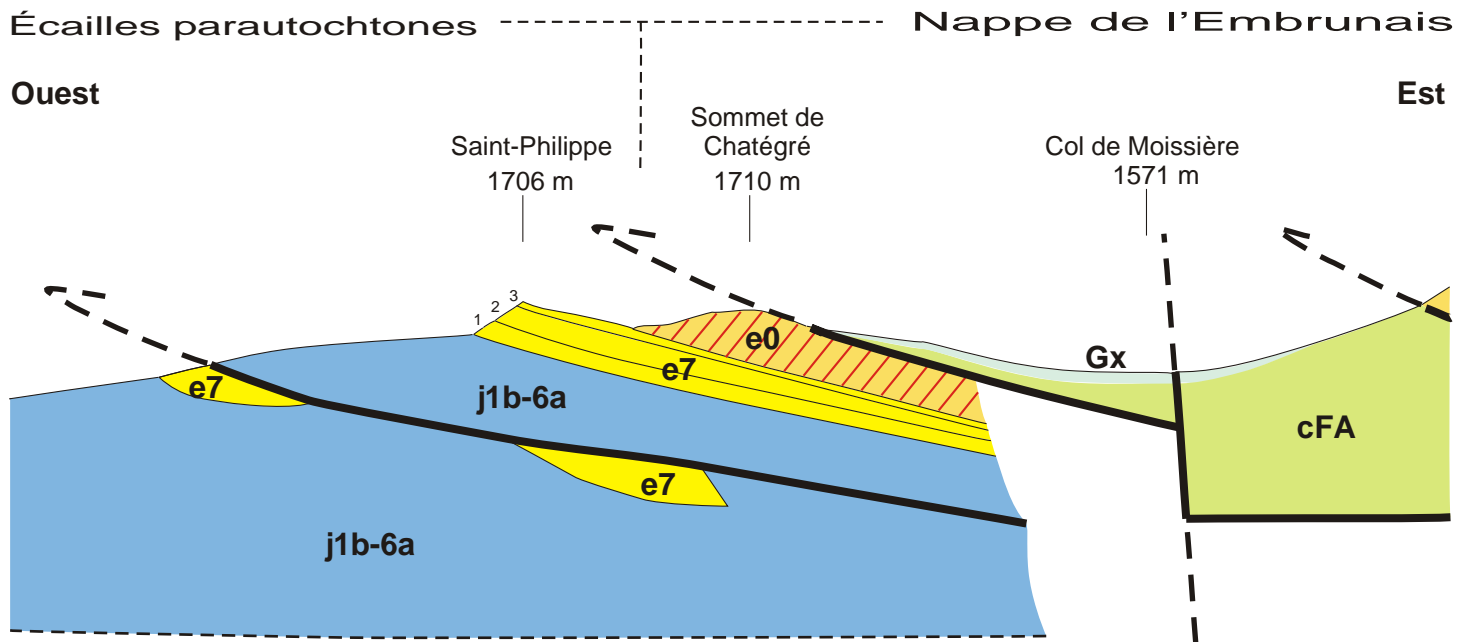 Écailles parautochtones
Nappe de l'Embrunais
Ouest
Est
Saint-Philippe
1706 m
Sommet de
Chatégré
1710 m
Col de Moissière
1571 m
1
2
3
e0
e7
Gx
e7
j1b-6a
cFA
e7
j1b-6a